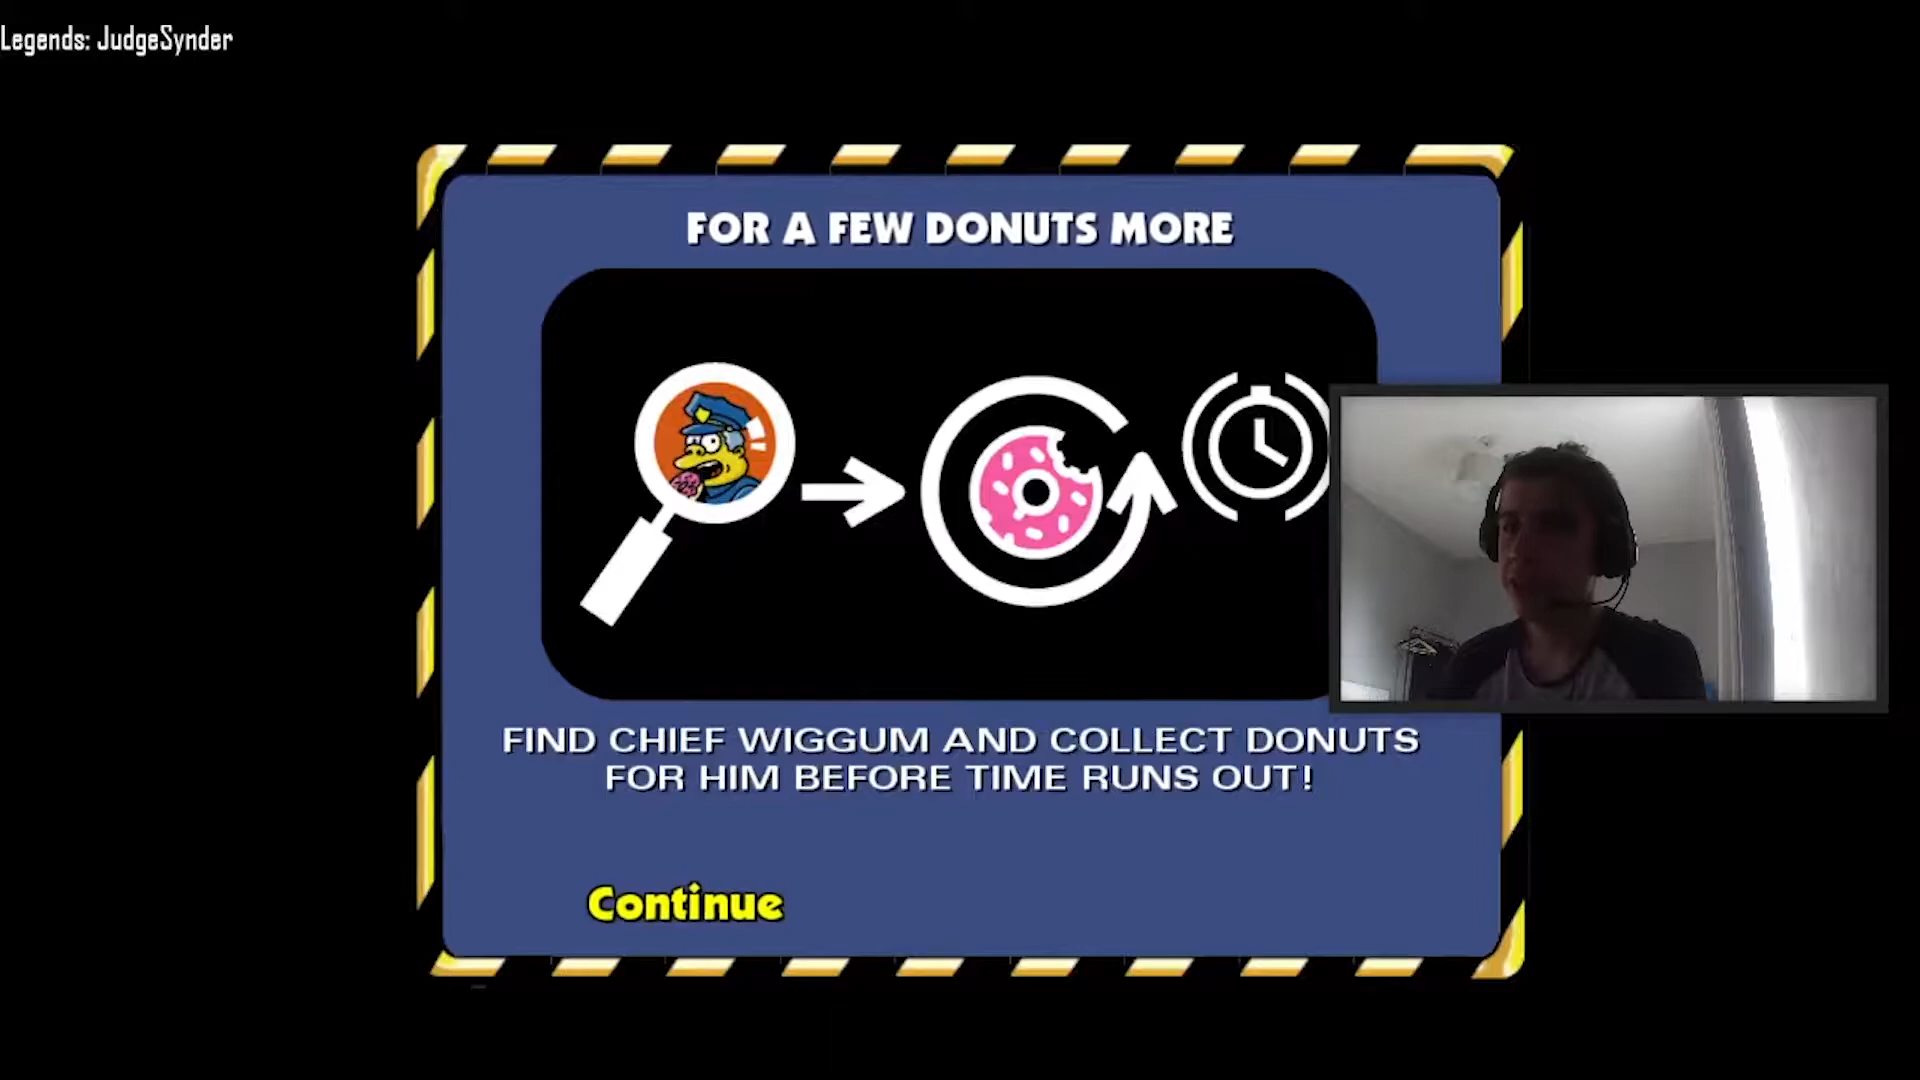 Legends: JudgeSynder
FOR A FEW DONUTS MORE
FIND CHIEF WIGGUM AND COLLECT DONUTS
FOR HIM BEFORE TIME RUNS OUT!
Continue